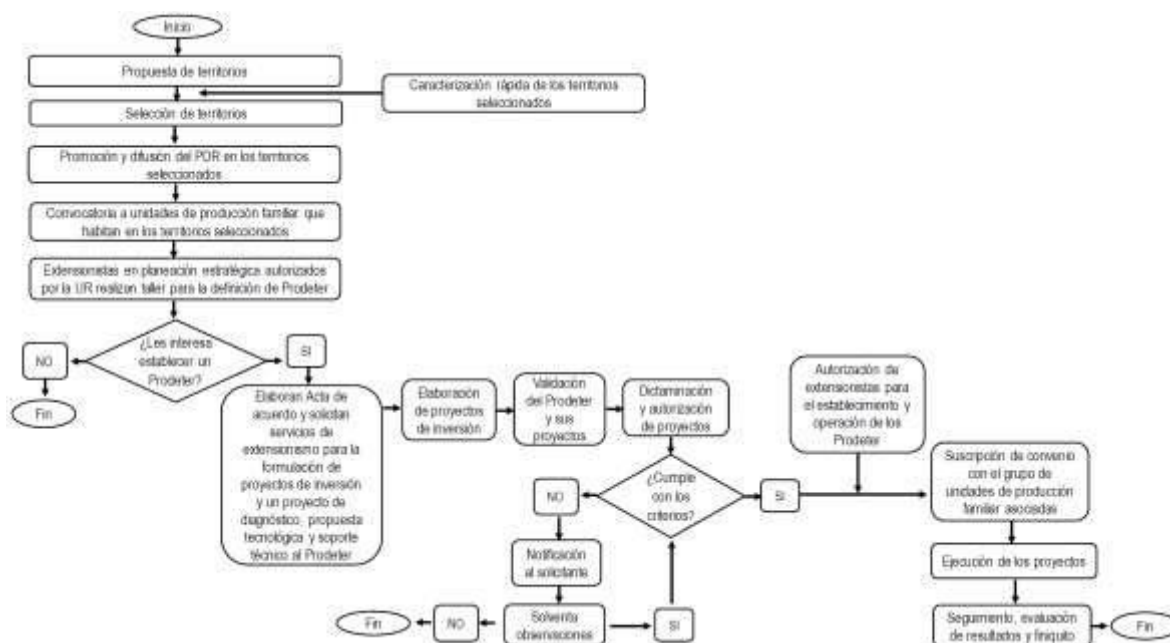 Inicio
Propuesta de territorios
Caracterización rápida de los territorios
seleccionados
Selección de territorios
Promoción y difusión del PDR en los territorios
seleccionados
Convocatoria a unidades de producción familiar que
habitan en los territorios seleccionados
Extensionistas en planeación estratégica autorizados
por la UR realizan taller para la definición de Prodeter
¿Les interesa
establecer un
Prodeter?
NO
SI
Fin
Elaboran Acta de
acuerdo y solicitan
servicios de
extensionismo para la
formulación de
proyectos de inversión
y un proyecto de
diagnóstico, propuesta
tecnológica y soporte
técnico al Prodeter
Elaboración
de proyectos
de inversión
Validación
del Prodeter
y sus
proyectos
Dictaminación
y autorización
de proyectos
Autorización de
extensionistas para
el establecimiento y
operación de los
Prodeter
¿Cumple
con los
criterios?
NO
SI
Suscripción de convenio
con el grupo de
unidades de producción
familiar asociadas
Notificación
al solicitante
Ejecución de los proyectos
Solventa
observaciones
NO
SI
Fin
Seguimiento, evaluación
de resultados y finiquito
Fin